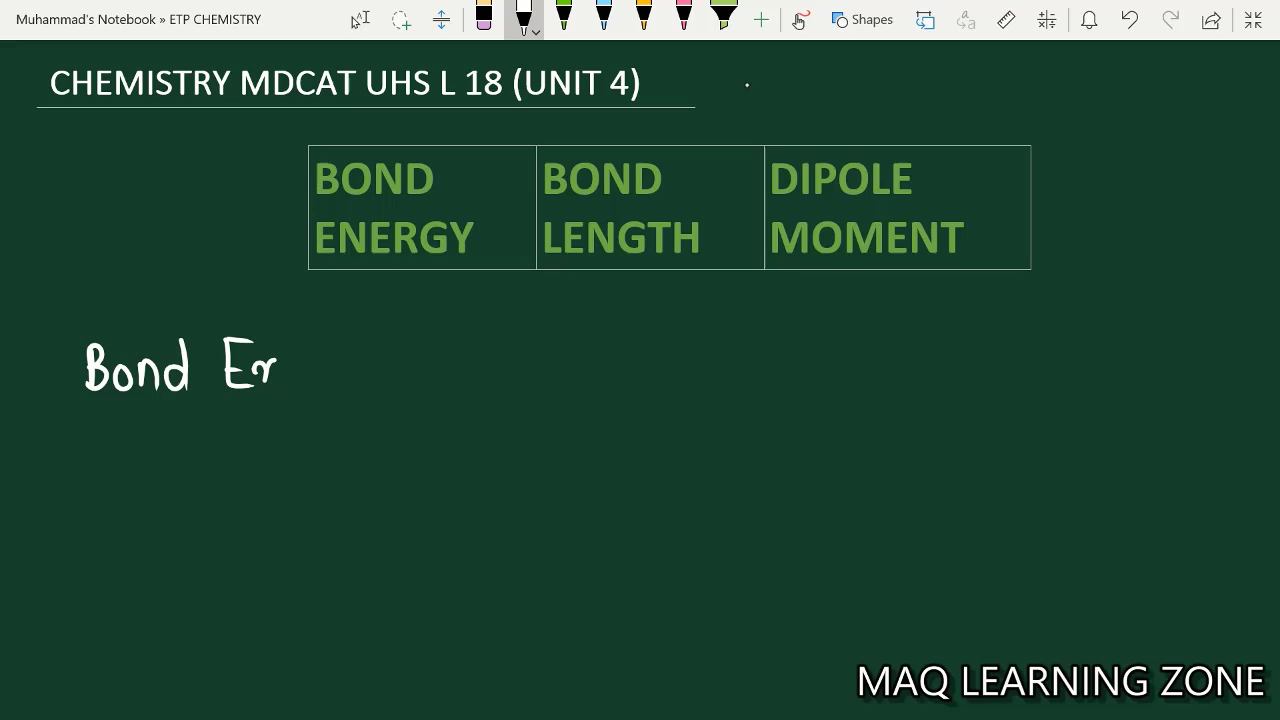 Muhammad's Notebook » ETP CHEMISTRY
Shapes
CHEMISTRY MDCAT UHS L 18 (UNIT 4)
BOND ENERGY
BOND LENGTH
DIPOLE MOMENT
Bond En
MAQ LEARNING ZONE